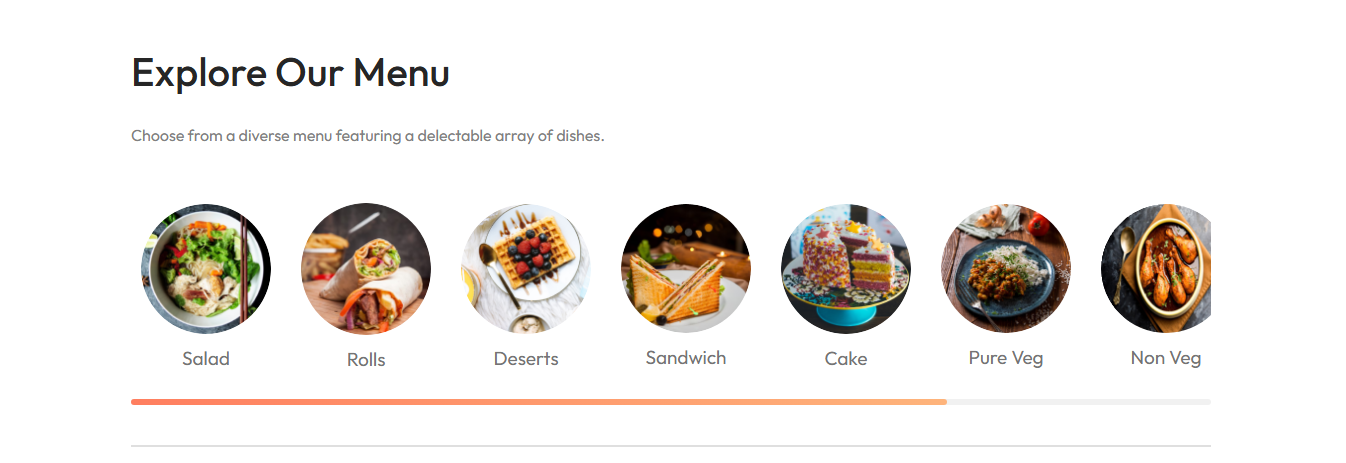 Explore Our Menu
Choose from a diverse menu featuring a delectable array of dishes.
Salad
Rolls
Deserts
Sandwich
Cake
Pure Veg
Non Veg